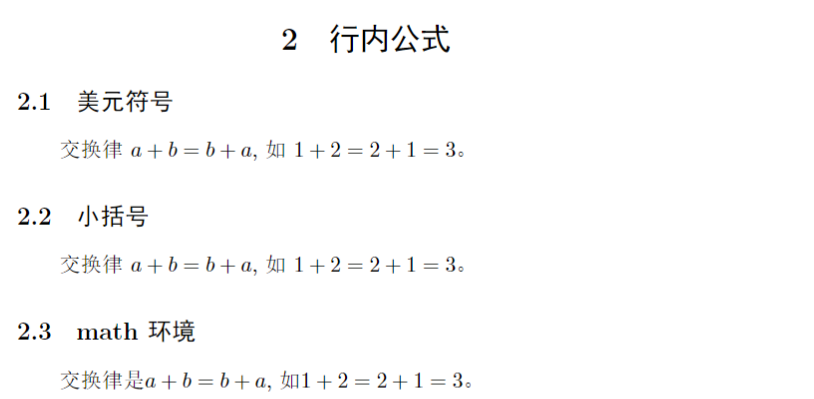 2 行内公式
2.1 美元符号
交换律 a + b = b + a, 如 1 + 2 = 2 + 1 = 3。
2.2 小括号
交换律 a + b = b + a, 如 1 + 2 = 2 + 1 = 3。
2.3 math 环境
交换律是a + b = b + a, 如1 + 2 = 2 + 1 = 3。